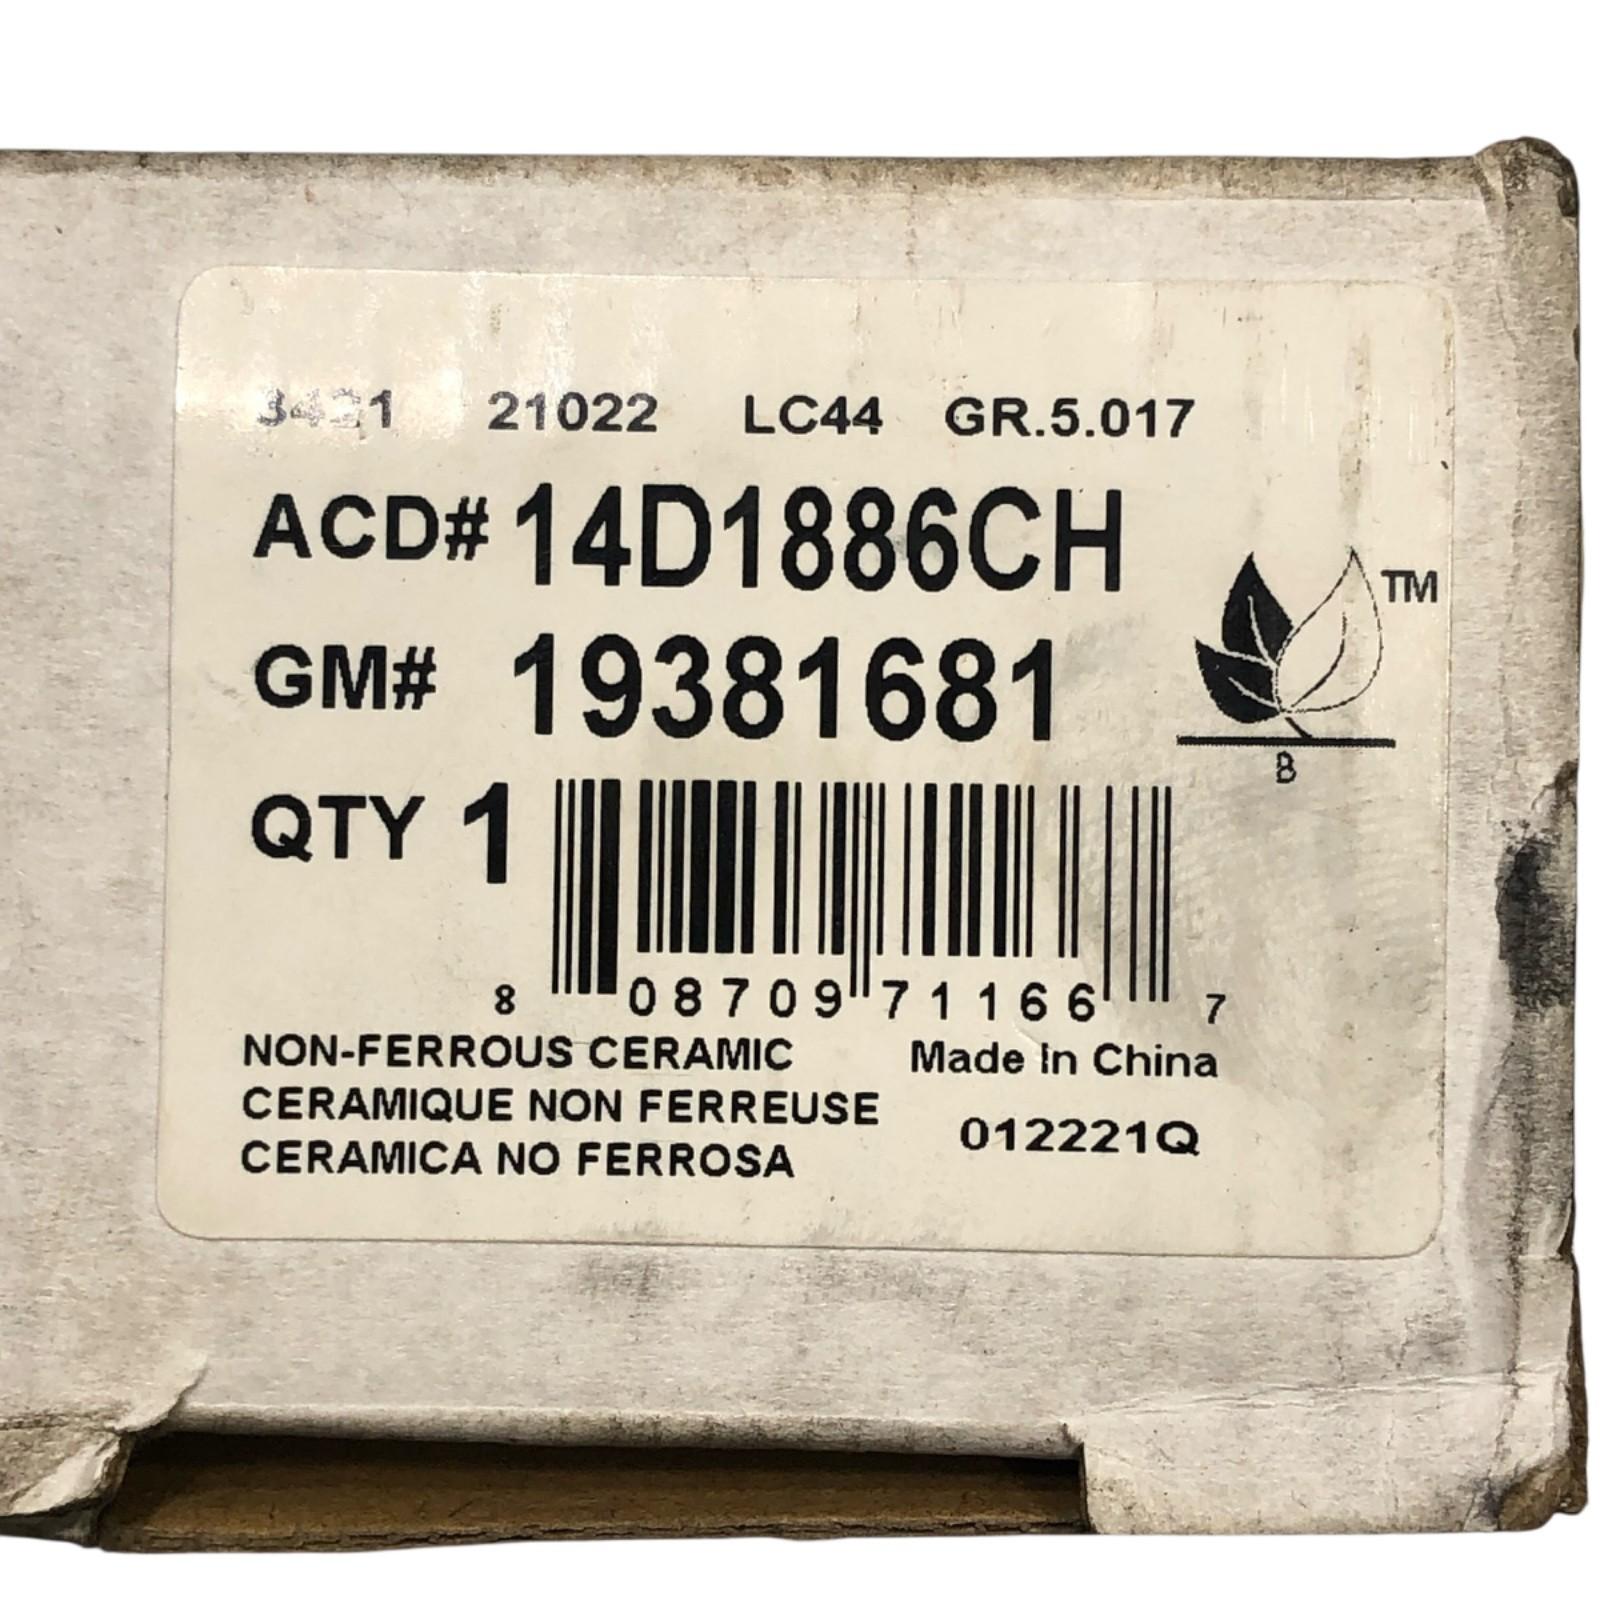 3421 21022 LC44 GR.5.017
ACD# 14D1886CH
GM# 19381681
TM
B
QTY 1
8 08709 71166 7
NON-FERROUS CERAMIC Made In China
CERAMIQUE NON FERREUSE
012221Q
CERAMICA NO FERROSA